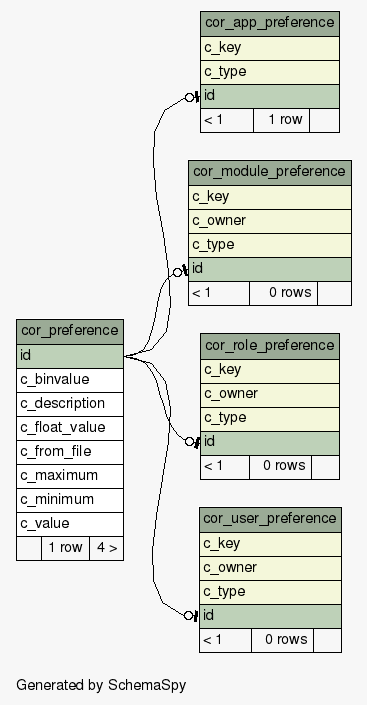 cor_app_preference
c_key
c_type
id
< 1 1 row
cor_module_preference
c_key
c_owner
c_type
id
< 1 0 rows
cor_preference
id
c_binvalue
c_description
c_float_value
c_from_file
c_maximum
c_minimum
c_value
1 row 4 >
cor_role_preference
c_key
c_owner
c_type
id
< 1 0 rows
cor_user_preference
c_key
c_owner
c_type
id
< 1 0 rows
Generated by SchemaSpy